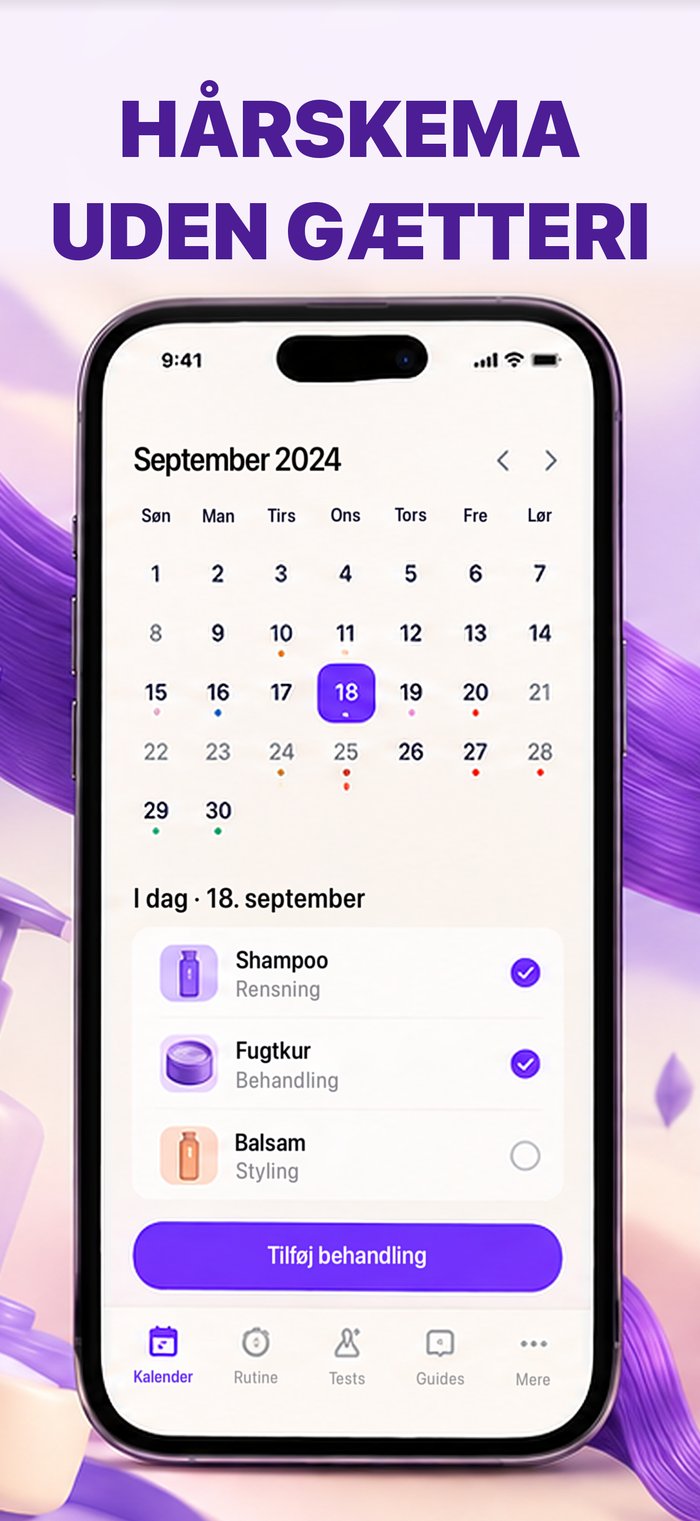 HÅRSKEMA
UDEN GÆTTERI
9:41
September 2024
Søn Man Tirs Ons Tors Fre Lør
1 2 3 4 5 6 7
8 9 10 11 12 13 14
15 16 17 18 19 20 21
22 23 24 25 26 27 28
29 30
I dag · 18. september
Shampoo
Rensning
Fugtkur
Behandling
Balsam
Styling
Tilføj behandling
Kalender Rutine Tests Guides Mere